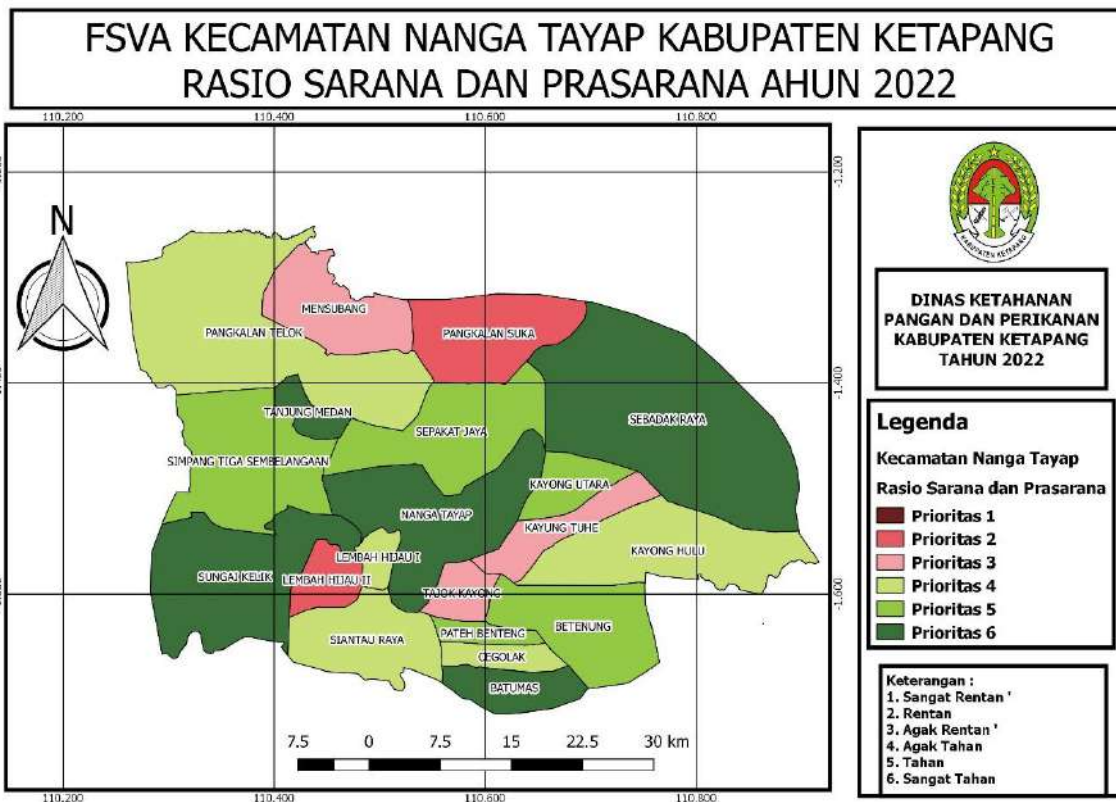 FSVA KECAMATAN NANGA TAYAP KABUPATEN KETAPANG
RASIO SARANA DAN PRASARANA AHUN 2022
110.200 110.400 110.600 110.800
-1.200
N
MENSUBANG
PANGKALAN TELOK
PANGKALAN SUKA
-1.400
TANJUNG MEDAN
SEBADAK RAYA
SEPAKAT JAYA
SIMPANG TIGA SEMBELANGAAN
KAYONG UTARA
NANGA TAYAP
KAYUNG TUHE
KAYONG HULU
LEMBAH HIJAU I
SUNGAI KELIK
LEMBAH HIJAU II
TAJOK KAYONG
-1.600
BETENUNG
PATEH BENTENG
SIANTAU RAYA
CEGOLAK
BATUMAS
7.5 0 7.5 15 22.5 30 km
110.200 110.400 110.600 110.800
KABUPATEN KETAPANG
DINAS KETAHANAN
PANGAN DAN PERIKANAN
KABUPATEN KETAPANG
TAHUN 2022
Legenda
Kecamatan Nanga Tayap
Rasio Sarana dan Prasarana
Prioritas 1
Prioritas 2
Prioritas 3
Prioritas 4
Prioritas 5
Prioritas 6
Keterangan :
1. Sangat Rentan '
2. Rentan
3. Agak Rentan '
4. Agak Tahan
5. Tahan
6. Sangat Tahan